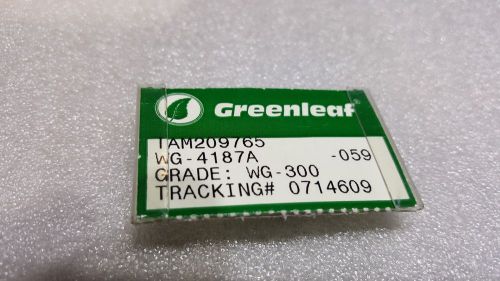 Greenleaf
TAM209765
WG-4187A -059
GRADE: WG-300
TRACKING# 0714609